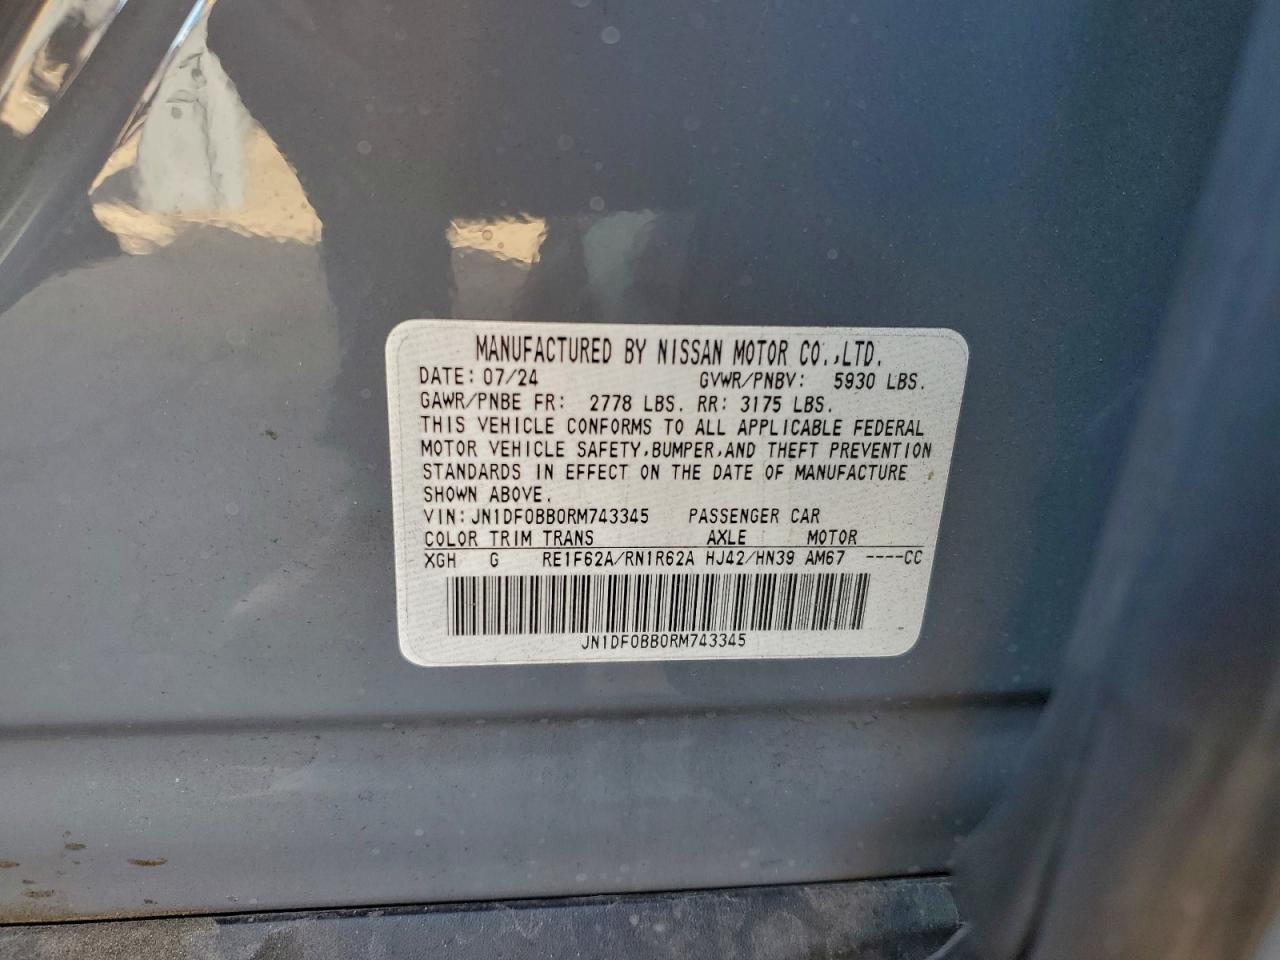 MANUFACTURED BY NISSAN MOTOR CO.,LTD.
DATE: 07/24 GVWR/PNBV: 5930 LBS.
GAWR/PNBE FR: 2778 LBS. RR: 3175 LBS.
THIS VEHICLE CONFORMS TO ALL APPLICABLE FEDERAL
MOTOR VEHICLE SAFETY,BUMPER,AND THEFT PREVENTION
STANDARDS IN EFFECT ON THE DATE OF MANUFACTURE
SHOWN ABOVE.
VIN:JN1DF0BB0RM743345 PASSENGER CAR
COLOR TRIM TRANS AXLE MOTOR
XGH G RE1F62A/RN1R62A HJ42/HN39 AM67 ----CC
JN1DF0BB0RM743345